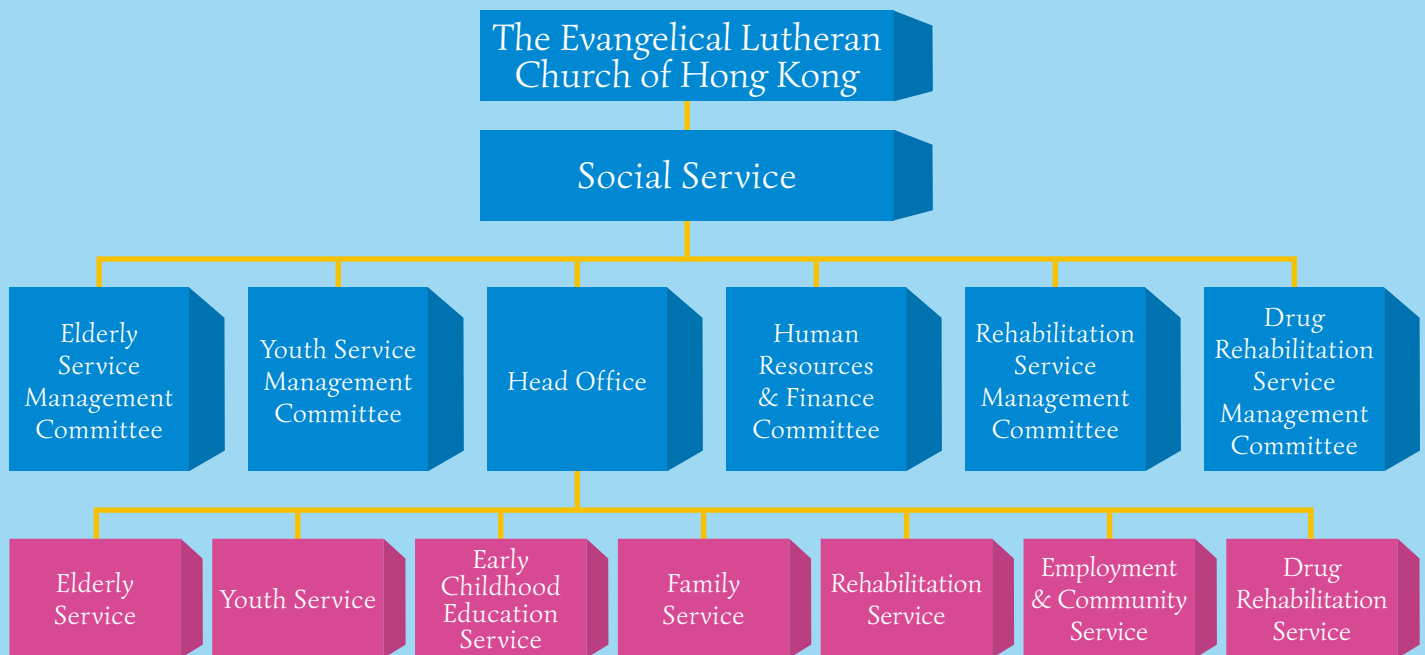 The Evangelical Lutheran
Church of Hong Kong
Social Service
Elderly
Service
Management
Committee
Youth Service
Management
Committee
Head Office
Human
Resources
& Finance
Committee
Rehabilitation
Service
Management
Committee
Drug
Rehabilitation
Service
Management
Committee
Elderly
Service
Youth Service
Early
Childhood
Education
Service
Family
Service
Rehabilitation
Service
Employment
& Community
Service
Drug
Rehabilitation
Service